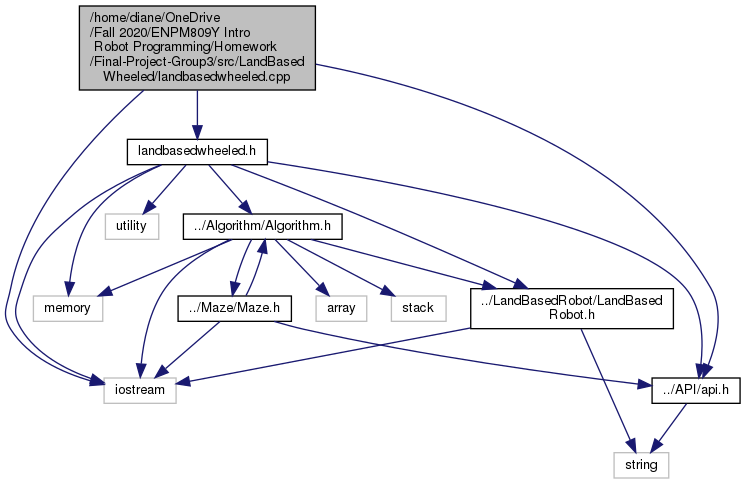 /home/diane/OneDrive
/Fall 2020/ENPM809Y Intro
Robot Programming/Homework
/Final-Project-Group3/src/LandBased
Wheeled/landbasedwheeled.cpp
landbasedwheeled.h
utility
../Algorithm/Algorithm.h
memory
../Maze/Maze.h
array
stack
../LandBasedRobot/LandBased
Robot.h
iostream
../API/api.h
string